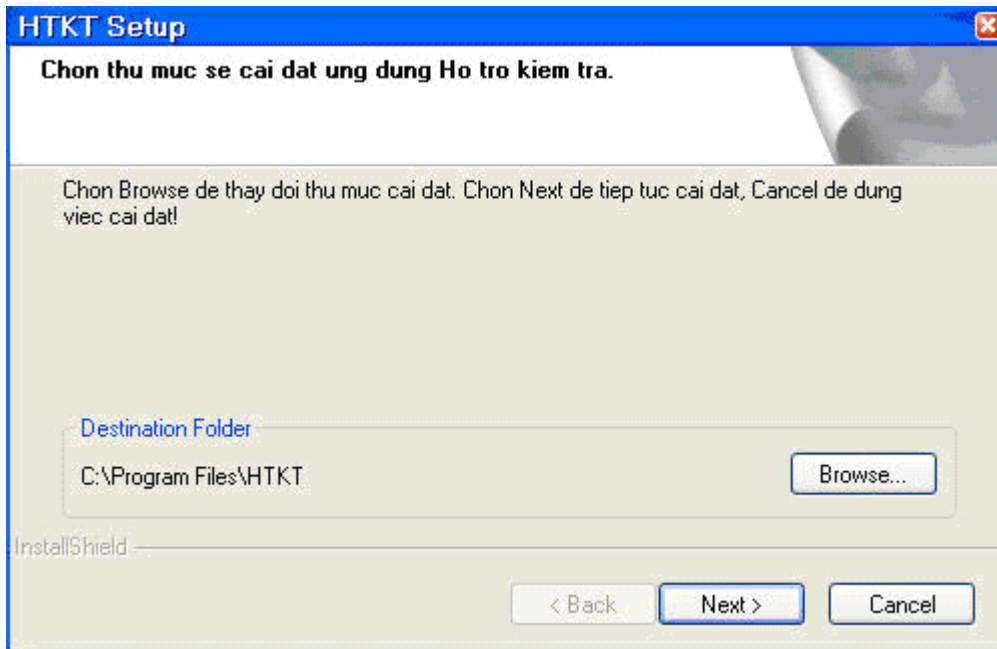 HTKT Setup
Chon thu muc se cai dat ung dung Ho tro kiem tra.
Chon Browse de thay doi thu muc cai dat. Chon Next de tiep tuc cai dat, Cancel de dung
viec cai dat!
Destination Folder
C:\Program Files\HTKT
Browse...
InstallShield
< Back
Next >
Cancel